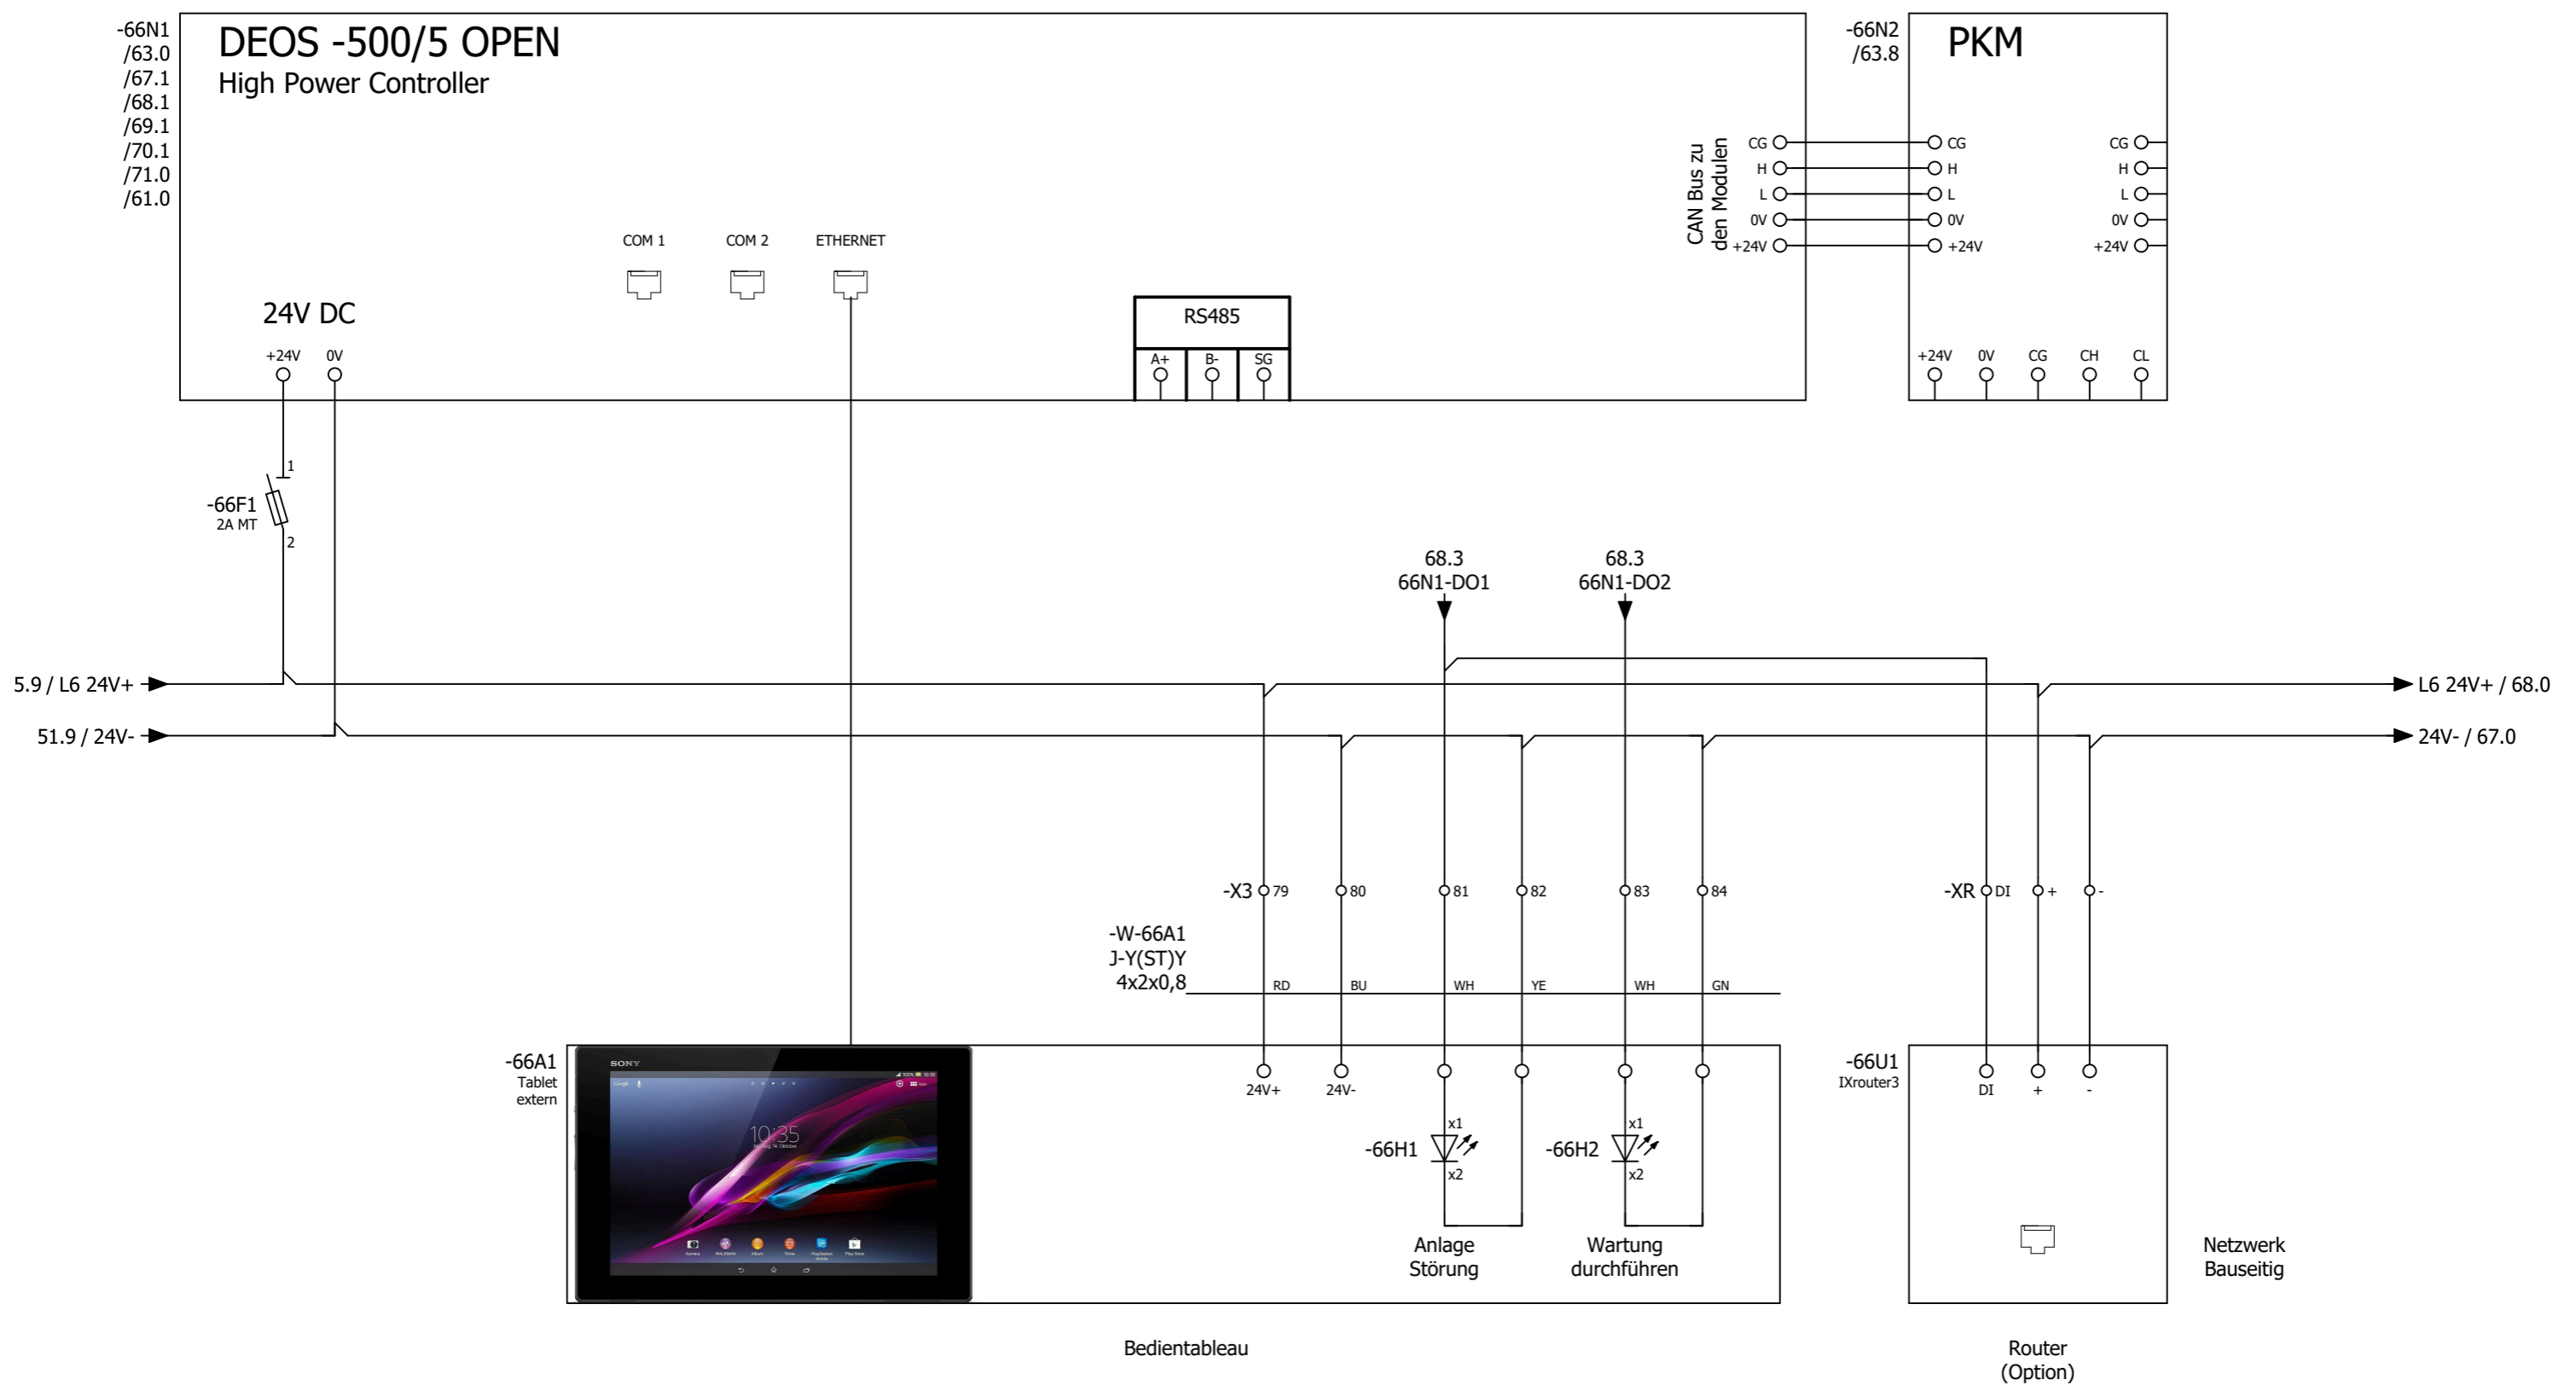 -66N1
/63.0
/67.1
/68.1
/69.1
/70.1
/71.0
/61.0
DEOS -500/5 OPEN
High Power Controller
-66N2
/63.8
PKM
CAN Bus zu
den Modulen
CG
H
L
0V
+24V
CG
H
L
0V
+24V
CG
H
L
0V
+24V
COM 1
COM 2
ETHERNET
24V DC
+24V
0V
RS485
A+
B-
SG
+24V
0V
CG
CH
CL
1
-66F1
2A MT
2
68.3
66N1-DO1
68.3
66N1-DO2
5.9 / L6 24V+
L6 24V+ / 68.0
51.9 / 24V-
24V- / 67.0
-X3
79
80
81
82
83
84
-XR
DI
+
-
-W-66A1
J-Y(ST)Y
4x2x0,8
RD
BU
WH
YE
WH
GN
-66A1
Tablet
extern
SONY
Google
100%
10:35
10:35
24V+
24V-
-66H1
x1
x2
-66H2
x1
x2
Anlage
Störung
Wartung
durchführen
-66U1
IXrouter3
DI
+
-
Netzwerk
Bauseitig
Bedientableau
Router
(Option)